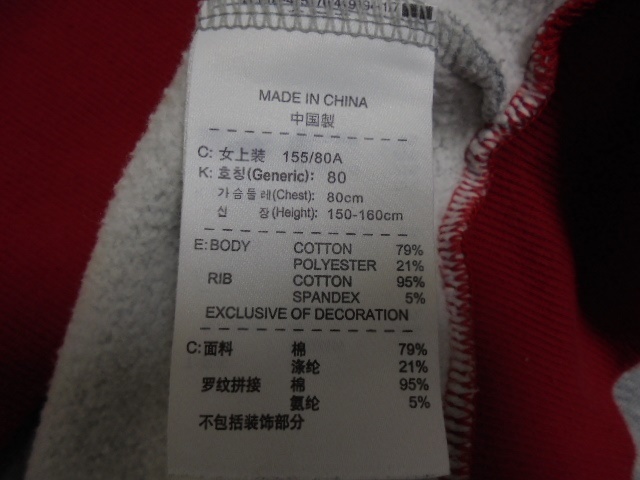 MADE IN CHINA
中国製
C: 女上装 155/80A
K: 호칭(Generic): 80
가슴둘레(Chest): 80cm
신 장(Height): 150-160cm
E: BODY COTTON 79%
POLYESTER 21%
RIB COTTON 95%
SPANDEX 5%
EXCLUSIVE OF DECORATION
C: 面料 棉 79%
涤纶 21%
罗纹拼接 棉 95%
氨纶 5%
不包括装饰部分